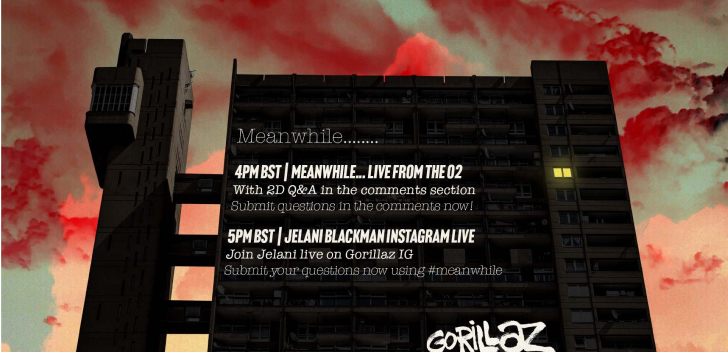 Meanwhile........
4PM BST | MEANWHILE... LIVE FROM THE O2
With 2D Q&A in the comments section
Submit questions in the comments now!
5PM BST | JELANI BLACKMAN INSTAGRAM LIVE
Join Jelani live on Gorillaz IG
Submit your questions now using #meanwhile
GORILLAZ